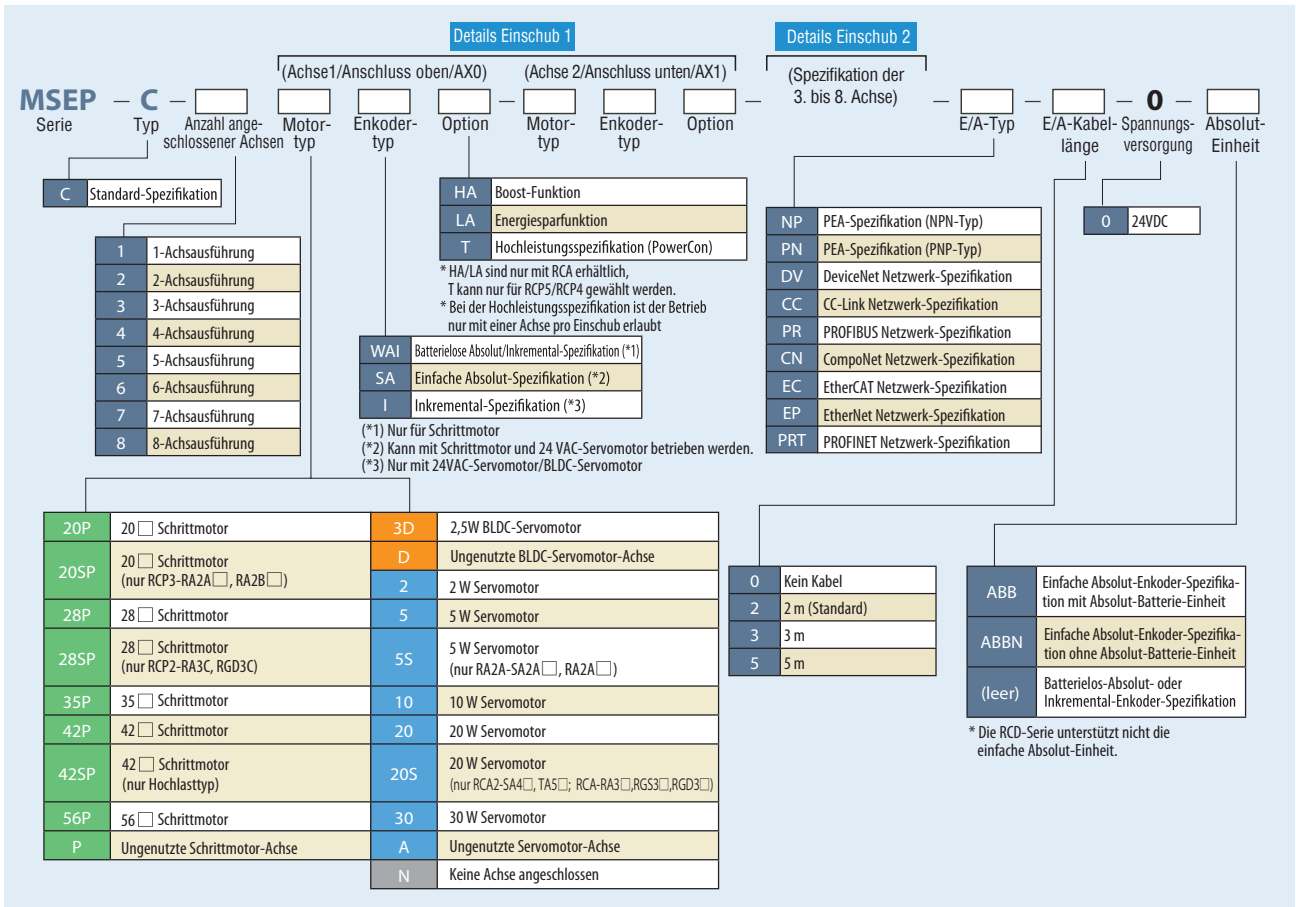 Details Einschub 1
Details Einschub 2
(Achse1/Anschluss oben/AX0)
(Achse 2/Anschluss unten/AX1)
(Spezifikation der
3. bis 8. Achse)
MSEP – C –
–
–
–
–
– 0 –
Serie
Typ
Anzahl ange-
schlossener Achsen
Motor-
typ
Enkoder-
typ
Option
Motor-
typ
Enkoder-
typ
Option
E/A-Typ
E/A-Kabel-
länge
Spannungs-
versorgung
Absolut-
Einheit
C Standard-Spezifikation
1 1-Achsausführung
2 2-Achsausführung
3 3-Achsausführung
4 4-Achsausführung
5 5-Achsausführung
6 6-Achsausführung
7 7-Achsausführung
8 8-Achsausführung
HA Boost-Funktion
LA Energiesparfunktion
T Hochleistungsspezifikation (PowerCon)
* HA/LA sind nur mit RCA erhältlich,
T kann nur für RCP5/RCP4 gewählt werden.
* Bei der Hochleistungsspezifikation ist der Betrieb
nur mit einer Achse pro Einschub erlaubt
WAI Batterielose Absolut/Inkremental-Spezifikation (*1)
SA Einfache Absolut-Spezifikation (*2)
I Inkremental-Spezifikation (*3)
(*1) Nur für Schrittmotor
(*2) Kann mit Schrittmotor und 24 VAC-Servomotor betrieben werden.
(*3) Nur mit 24VAC-Servomotor/BLDC-Servomotor
NP PEA-Spezifikation (NPN-Typ)
PN PEA-Spezifikation (PNP-Typ)
DV DeviceNet Netzwerk-Spezifikation
CC CC-Link Netzwerk-Spezifikation
PR PROFIBUS Netzwerk-Spezifikation
CN CompoNet Netzwerk-Spezifikation
EC EtherCAT Netzwerk-Spezifikation
EP EtherNet Netzwerk-Spezifikation
PRT PROFINET Netzwerk-Spezifikation
0 24VDC
20P 20□ Schrittmotor
20SP 20□ Schrittmotor
(nur RCP3-RA2A□, RA2B□)
28P 28□ Schrittmotor
28SP 28□ Schrittmotor
(nur RCP2-RA3C, RGD3C)
35P 35□ Schrittmotor
42P 42□ Schrittmotor
42SP 42□ Schrittmotor
(nur Hochlasttyp)
56P 56□ Schrittmotor
P Ungenutzte Schrittmotor-Achse
3D 2,5W BLDC-Servomotor
D Ungenutzte BLDC-Servomotor-Achse
2 2 W Servomotor
5 5 W Servomotor
5S 5 W Servomotor
(nur RA2A-SA2A□, RA2A□)
10 10 W Servomotor
20 20 W Servomotor
20S 20 W Servomotor
(nur RCA2-SA4□, TA5□; RCA-RA3□,RGS3□,RGD3□)
30 30 W Servomotor
A Ungenutzte Servomotor-Achse
N Keine Achse angeschlossen
0 Kein Kabel
2 2 m (Standard)
3 3 m
5 5 m
ABB Einfache Absolut-Enkoder-Spezifika-
tion mit Absolut-Batterie-Einheit
ABBN Einfache Absolut-Enkoder-Spezifika-
tion ohne Absolut-Batterie-Einheit
(leer) Batterielos-Absolut- oder
Inkremental-Enkoder-Spezifikation
* Die RCD-Serie unterstützt nicht die
einfache Absolut-Einheit.